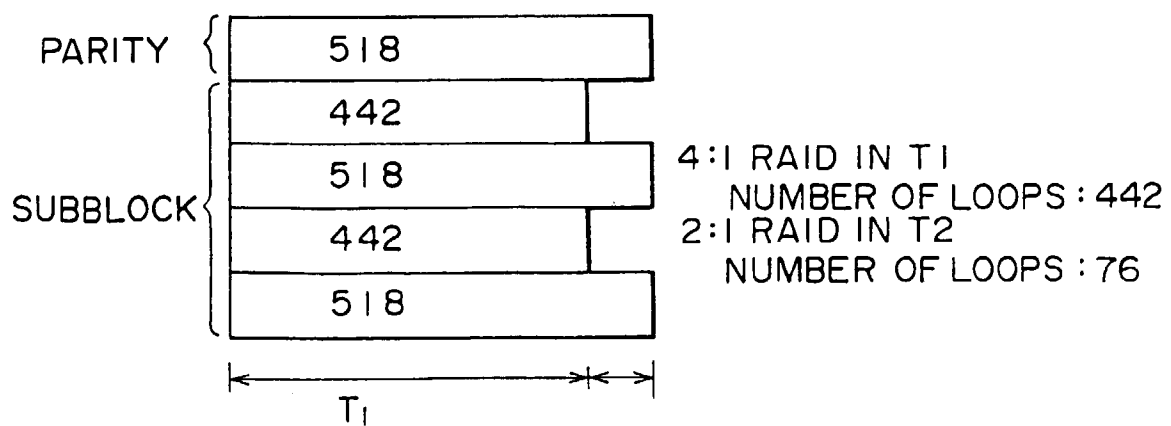 PARITY
518
442
518
442
518
SUBBLOCK
4:1 RAID IN T1
NUMBER OF LOOPS : 442
2:1 RAID IN T2
NUMBER OF LOOPS : 76
T1